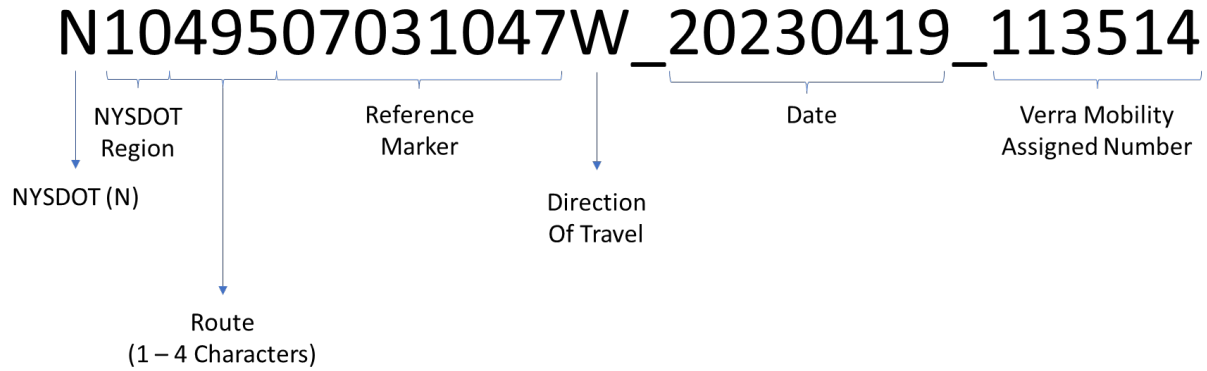 N1049507031047W_20230419_113514
NYSDOT
Region
Reference
Marker
Date
Verra Mobility
Assigned Number
NYSDOT (N)
Direction
Of Travel
Route
(1 – 4 Characters)